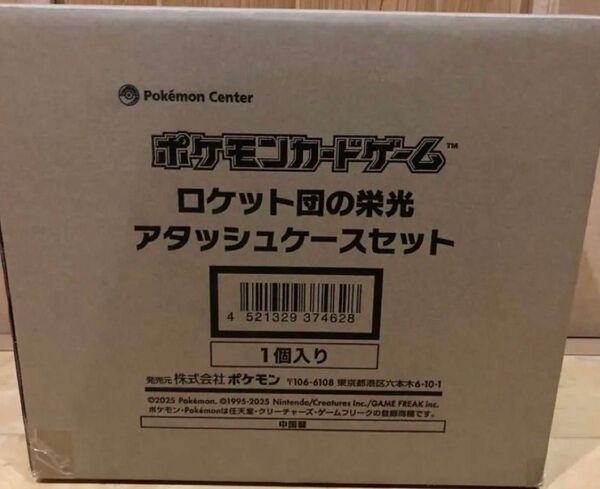 Pokémon Center
ポケモンカードゲーム™
ロケット団の栄光
アタッシュケースセット
4 521329 374628
1個入り
発売元 株式会社 ポケモン 〒106-6108 東京都港区六本木6-10-1
©2025 Pokémon. ©1995-2025 Nintendo/Creatures Inc./GAME FREAK inc.
ポケモン・Pokémonは任天堂・クリーチャーズ・ゲームフリークの登録商標です。
中国製